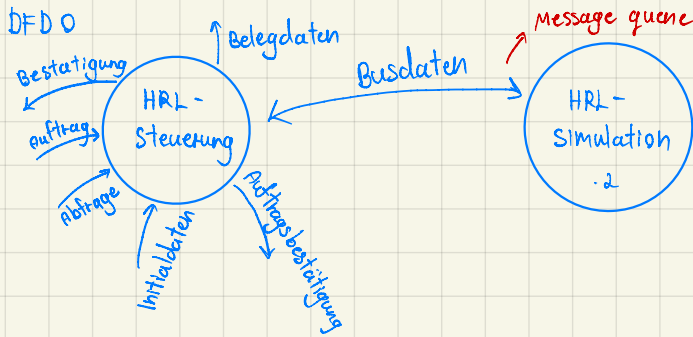 DFD 0
Message queue
Belegdaten
Bestätigung
Busdaten
HRL-
Steuerung
HRL-
Simulation
.2
Auftrag
Abfrage
Initialdaten
Auftragsbestätigung